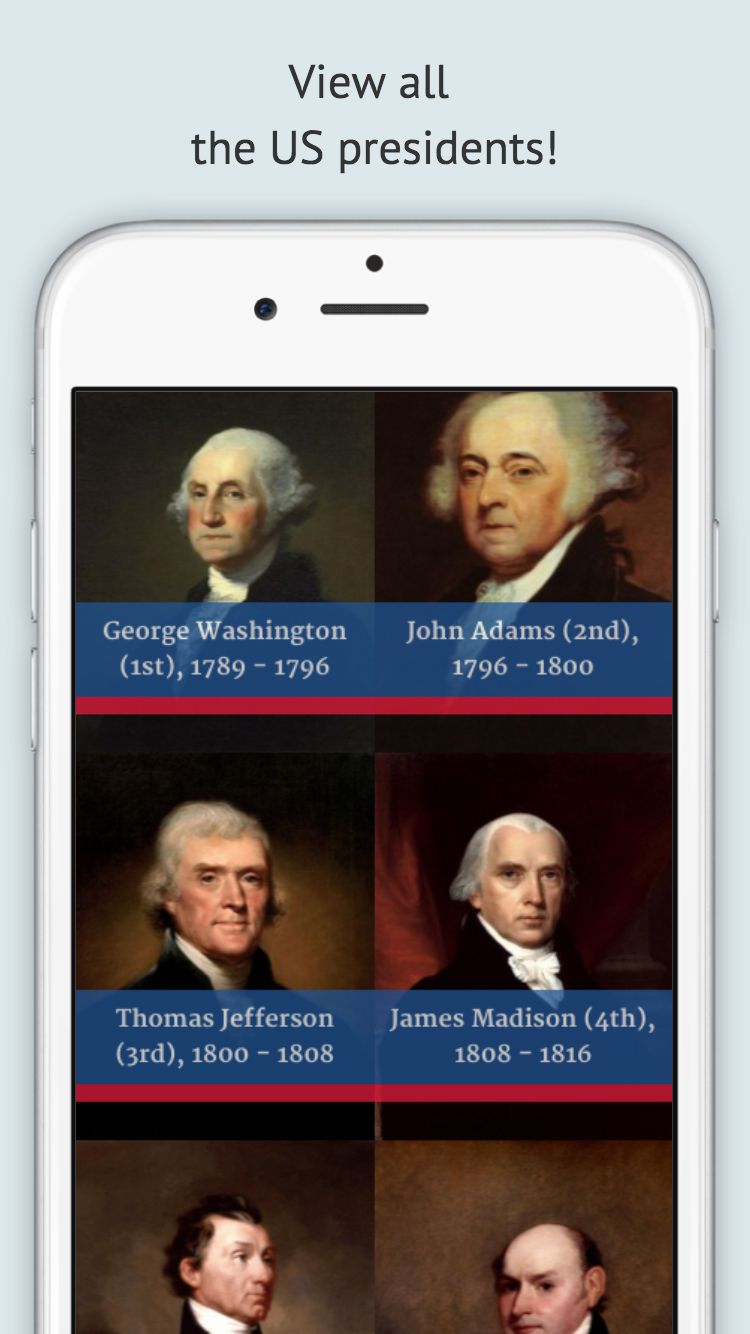 View all
the US presidents!
George Washington
(1st), 1789 - 1796
John Adams (2nd),
1796 - 1800
Thomas Jefferson
(3rd), 1800 - 1808
James Madison (4th),
1808 - 1816